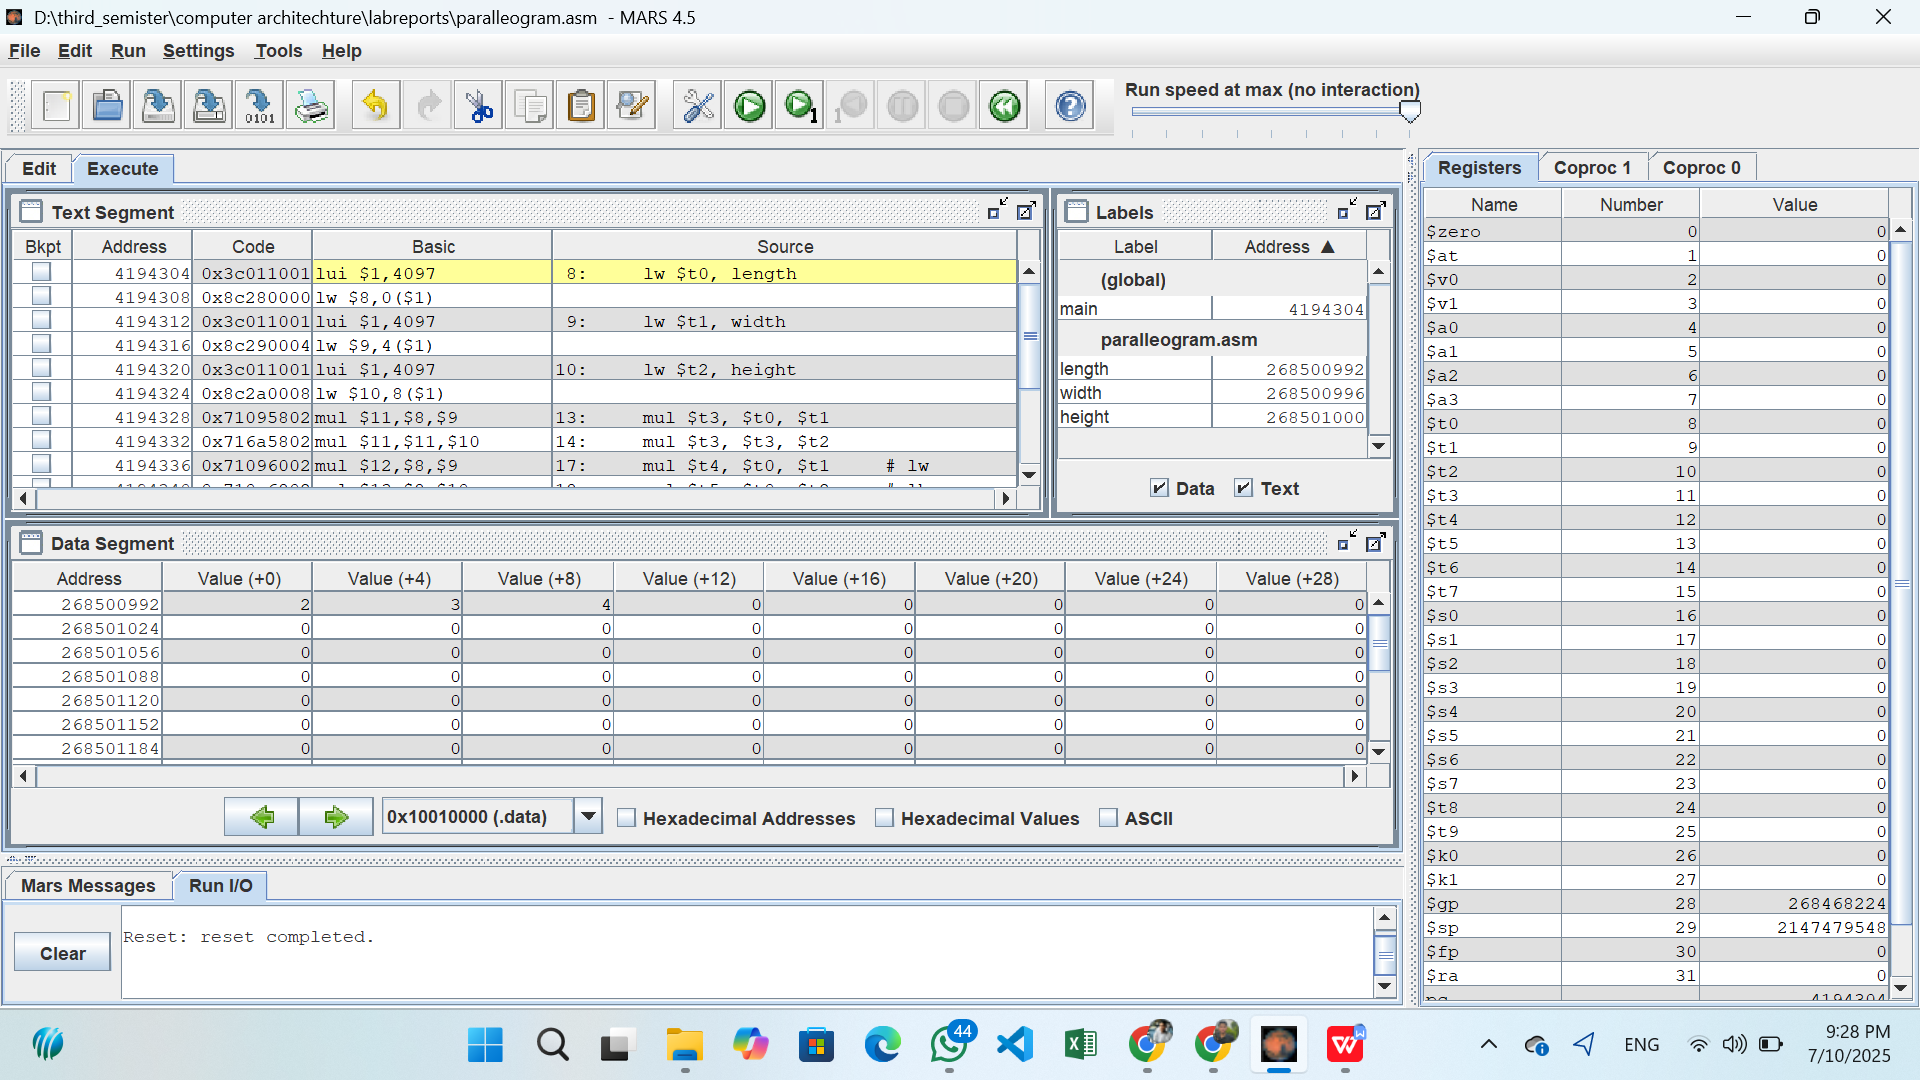 D:\third_semister\computer architechture\labreports\paralleogram.asm - MARS 4.5
File Edit Run Settings Tools Help
Run speed at max (no interaction)
0101
1
1
Edit Execute
Registers Coproc 1 Coproc 0
Text Segment
Bkpt Address Code Basic Source
4194304 0x3c011001 lui $1,4097 8: lw $t0, length
4194308 0x8c280000 lw $8,0($1)
4194312 0x3c011001 lui $1,4097 9: lw $t1, width
4194316 0x8c290004 lw $9,4($1)
4194320 0x3c011001 lui $1,4097 10: lw $t2, height
4194324 0x8c2a0008 lw $10,8($1)
4194328 0x71095802 mul $11,$8,$9 13: mul $t3, $t0, $t1
4194332 0x716a5802 mul $11,$11,$10 14: mul $t3, $t3, $t2
4194336 0x71096002 mul $12,$8,$9 17: mul $t4, $t0, $t1 # lw
Labels
Label Address ▲
(global)
main 4194304
paralleogram.asm
length 268500992
width 268500996
height 268501000
Data Text
Data Segment
Address Value (+0) Value (+4) Value (+8) Value (+12) Value (+16) Value (+20) Value (+24) Value (+28)
268500992 2 3 4 0 0 0 0 0
268501024 0 0 0 0 0 0 0 0
268501056 0 0 0 0 0 0 0 0
268501088 0 0 0 0 0 0 0 0
268501120 0 0 0 0 0 0 0 0
268501152 0 0 0 0 0 0 0 0
268501184 0 0 0 0 0 0 0 0
0x10010000 (.data) Hexadecimal Addresses Hexadecimal Values ASCII
Mars Messages Run I/O
Clear
Reset: reset completed.
Name Number Value
$zero 0 0
$at 1 0
$v0 2 0
$v1 3 0
$a0 4 0
$a1 5 0
$a2 6 0
$a3 7 0
$t0 8 0
$t1 9 0
$t2 10 0
$t3 11 0
$t4 12 0
$t5 13 0
$t6 14 0
$t7 15 0
$s0 16 0
$s1 17 0
$s2 18 0
$s3 19 0
$s4 20 0
$s5 21 0
$s6 22 0
$s7 23 0
$t8 24 0
$t9 25 0
$k0 26 0
$k1 27 0
$gp 28 268468224
$sp 29 2147479548
$fp 30 0
$ra 31 0
pc 4194304
44
ENG
9:28 PM
7/10/2025